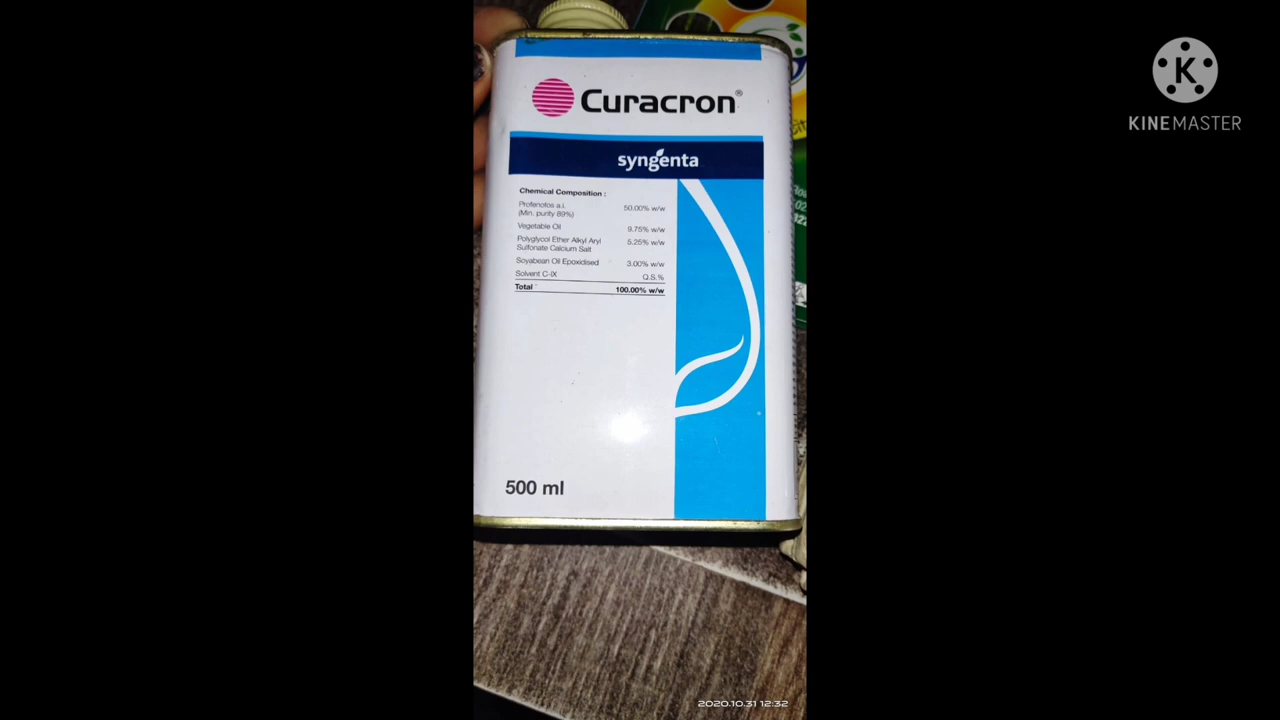 Curacron®
syngenta
Chemical Composition :
Profenofos a.i. 50.00% w/w
(Min. purity 89%)
Vegetable Oil 9.75% w/w
Polyglycol Ether Alkyl Aryl 5.25% w/w
Sulfonate Calcium Salt
Soyabean Oil Epoxidised 3.00% w/w
Solvent C-IX Q.S.%
Total 100.00% w/w
500 ml
2020.10.31 12:32
K
KINEMASTER